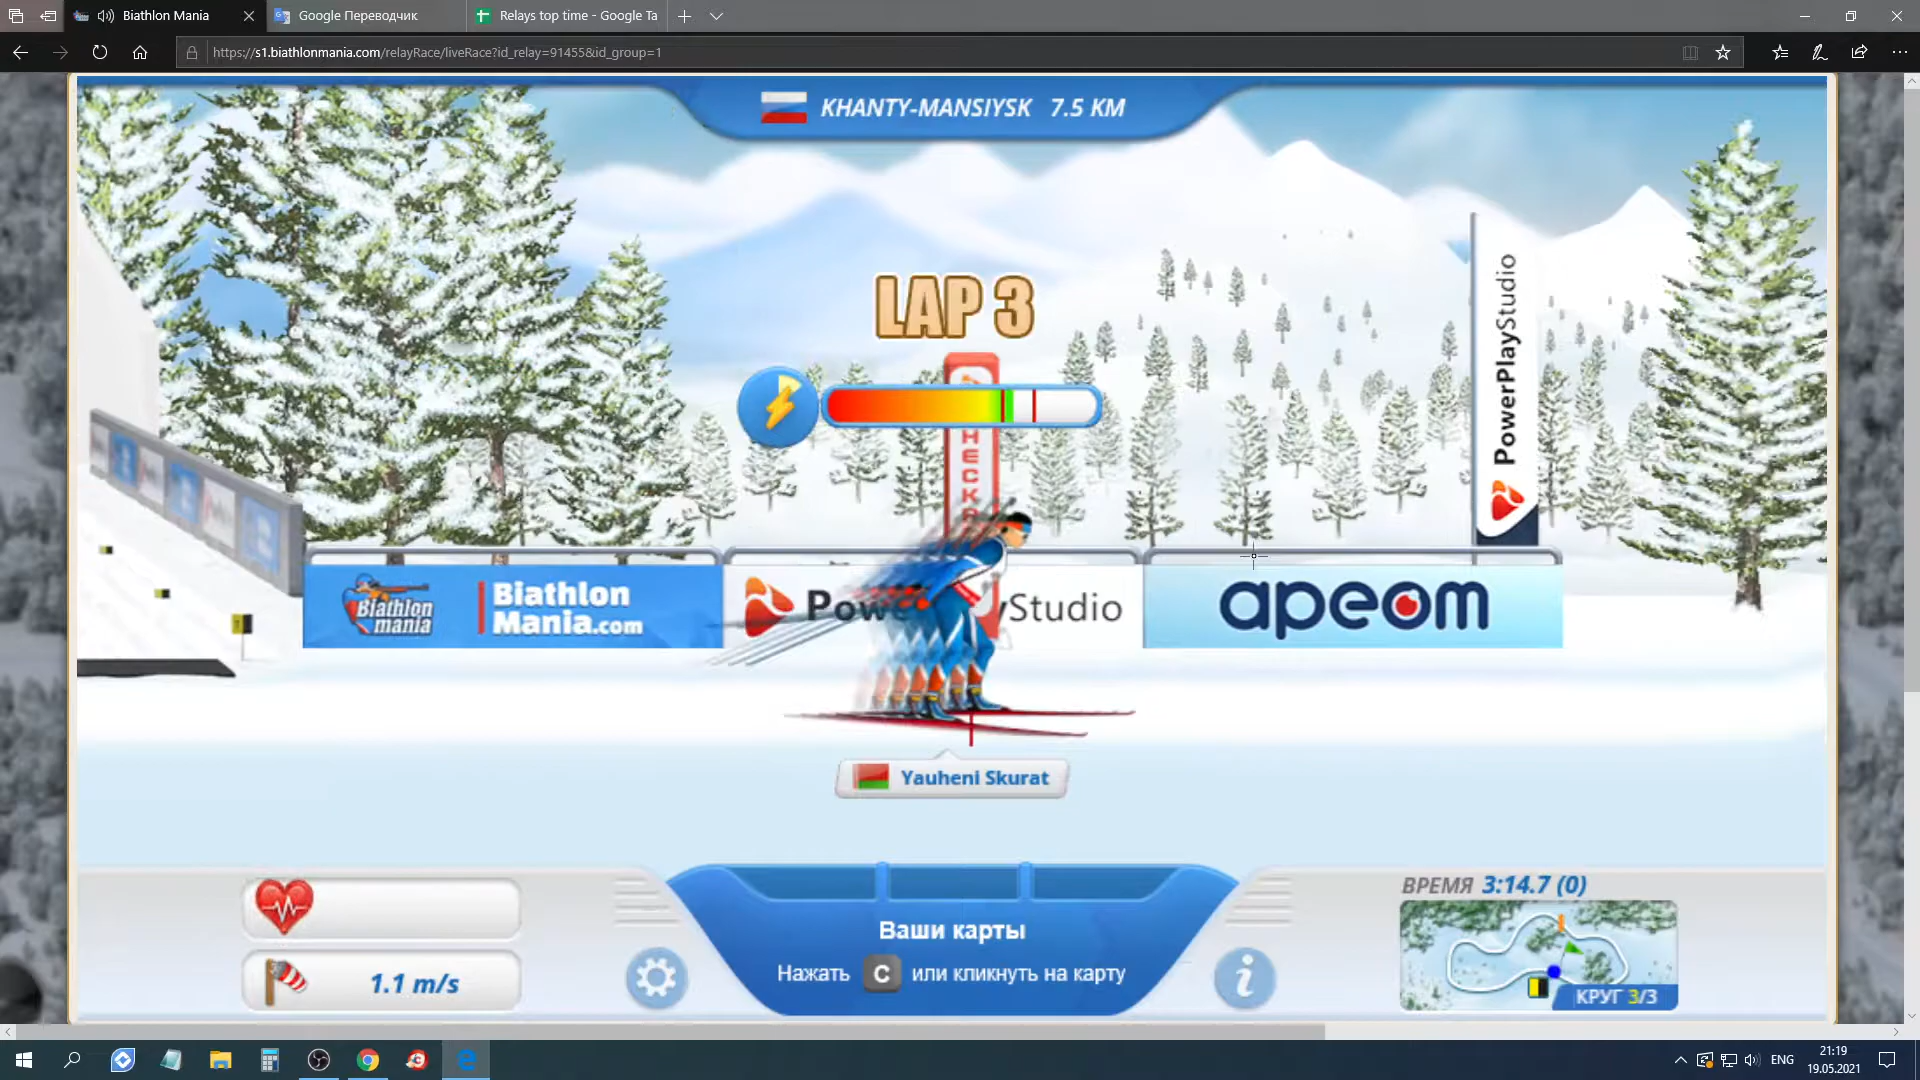 Biathlon Mania
Google Переводчик
Relays top time - Google Ta
https://s1.biathlonmania.com/relayRace/liveRace?id_relay=91455&id_group=1
KHANTY-MANSIYSK 7.5 KM
LAP 3
PowerPlayStudio
Biathlon
mania
Biathlon
Mania.com
Studio
apeom
Yauheni Skurat
ВРЕМЯ 3:14.7 (0)
Ваши карты
Нажать C или кликнуть на карту
1.1 m/s
i
КРУГ 3/3
ENG
21:19
19.05.2021